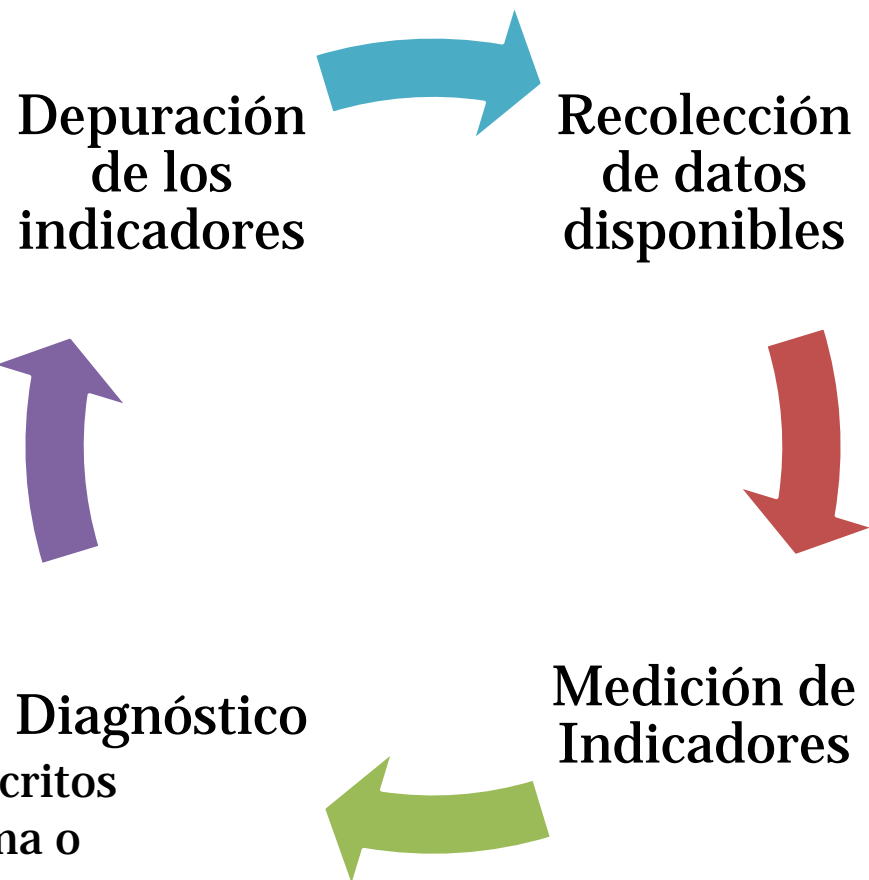 Depuración
de los
indicadores
Recolección
de datos
disponibles
Medición de
Indicadores
Diagnóstico
o